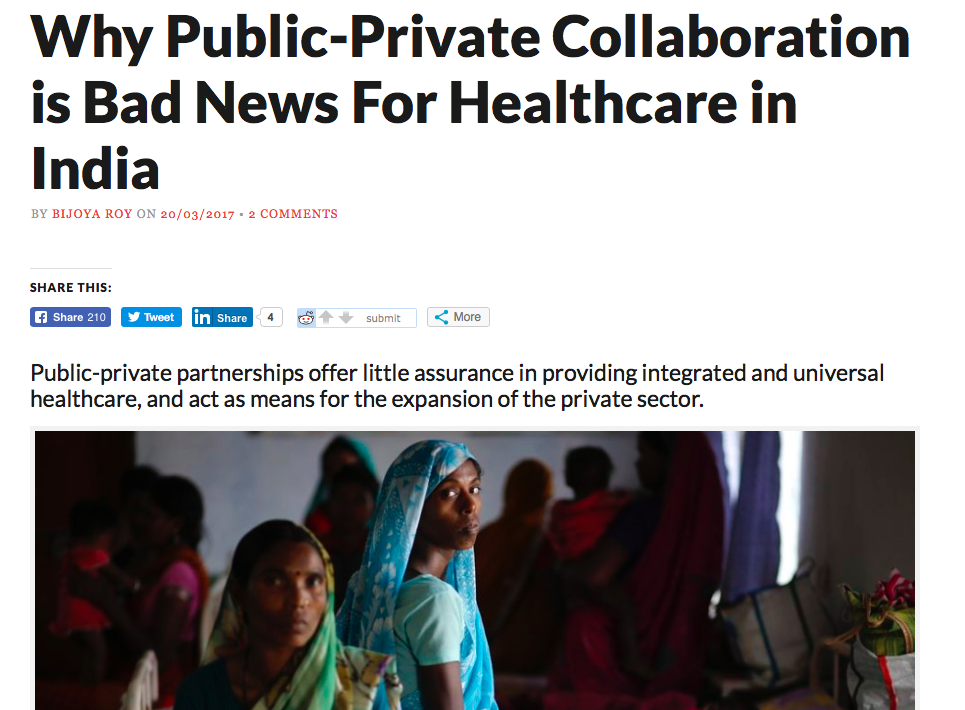 Why Public-Private Collaboration
is Bad News For Healthcare in
India
BY BIJOYA ROY ON 20/03/2017 • 2 COMMENTS
SHARE THIS:
Share 210 Tweet in Share 4 submit More
Public-private partnerships offer little assurance in providing integrated and universal
healthcare, and act as means for the expansion of the private sector.